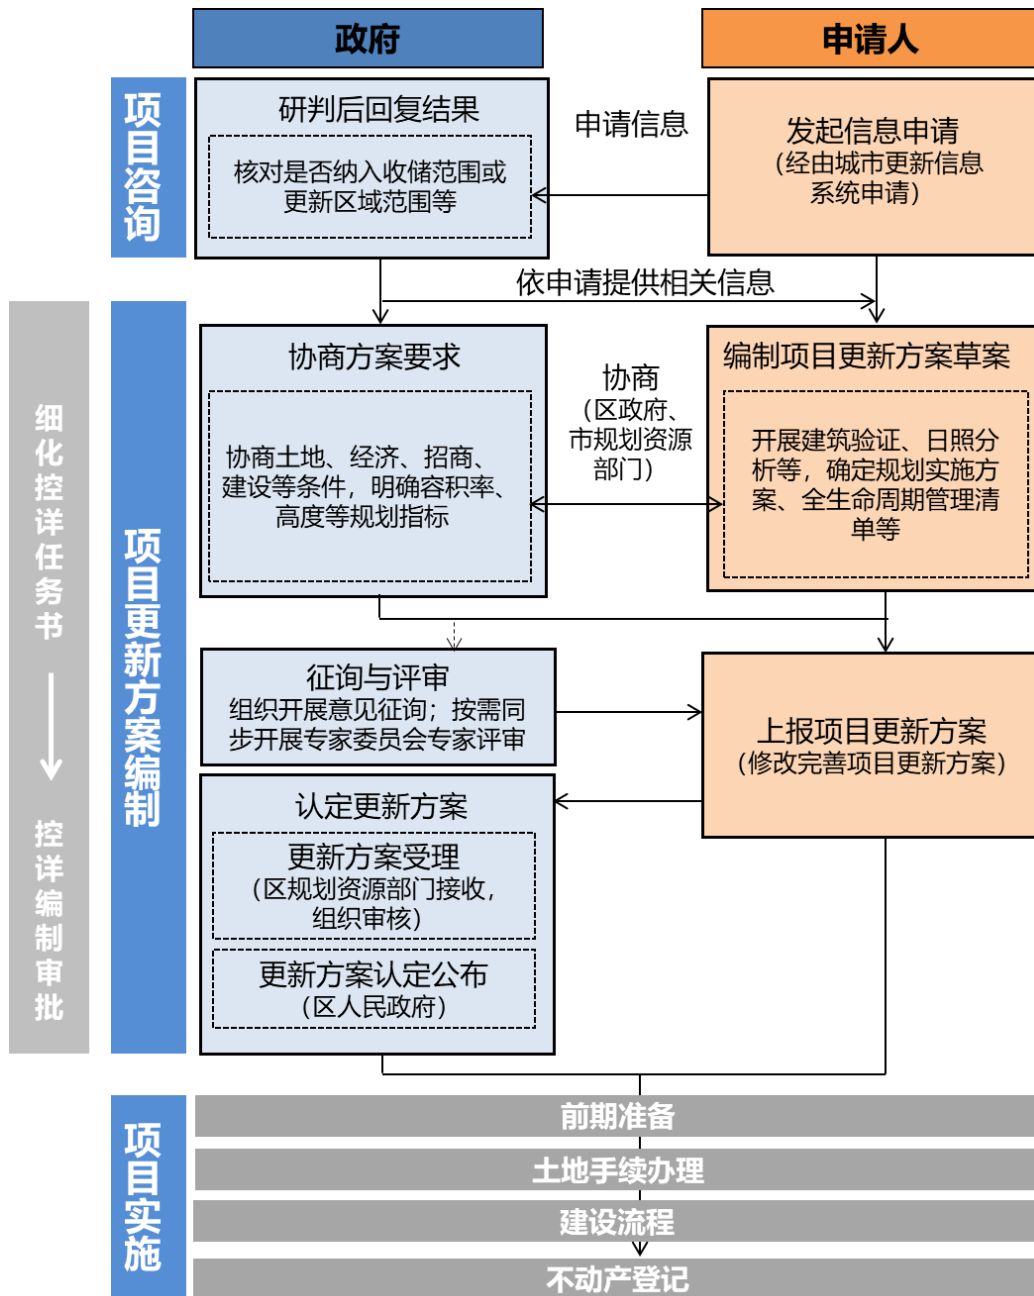 政府
申请人
项目咨询
研判后回复结果
核对是否纳入收储范围或
更新区域范围等
申请信息
发起信息申请
（经由城市更新信息
系统申请）
依申请提供相关信息
细化控详任务书
控详编制审批
项目更新方案编制
协商方案要求
协商土地、经济、招商、
建设等条件，明确容积率、
高度等规划指标
协商
（区政府、
市规划资源
部门）
编制项目更新方案草案
开展建筑验证、日照分
析等，确定规划实施方
案、全生命周期管理清
单等
征询与评审
组织开展意见征询；按需同
步开展专家委员会专家评审
上报项目更新方案
（修改完善项目更新方案）
认定更新方案
更新方案受理
（区规划资源部门接收，
组织审核）
更新方案认定公布
（区人民政府）
项目实施
前期准备
土地手续办理
建设流程
不动产登记